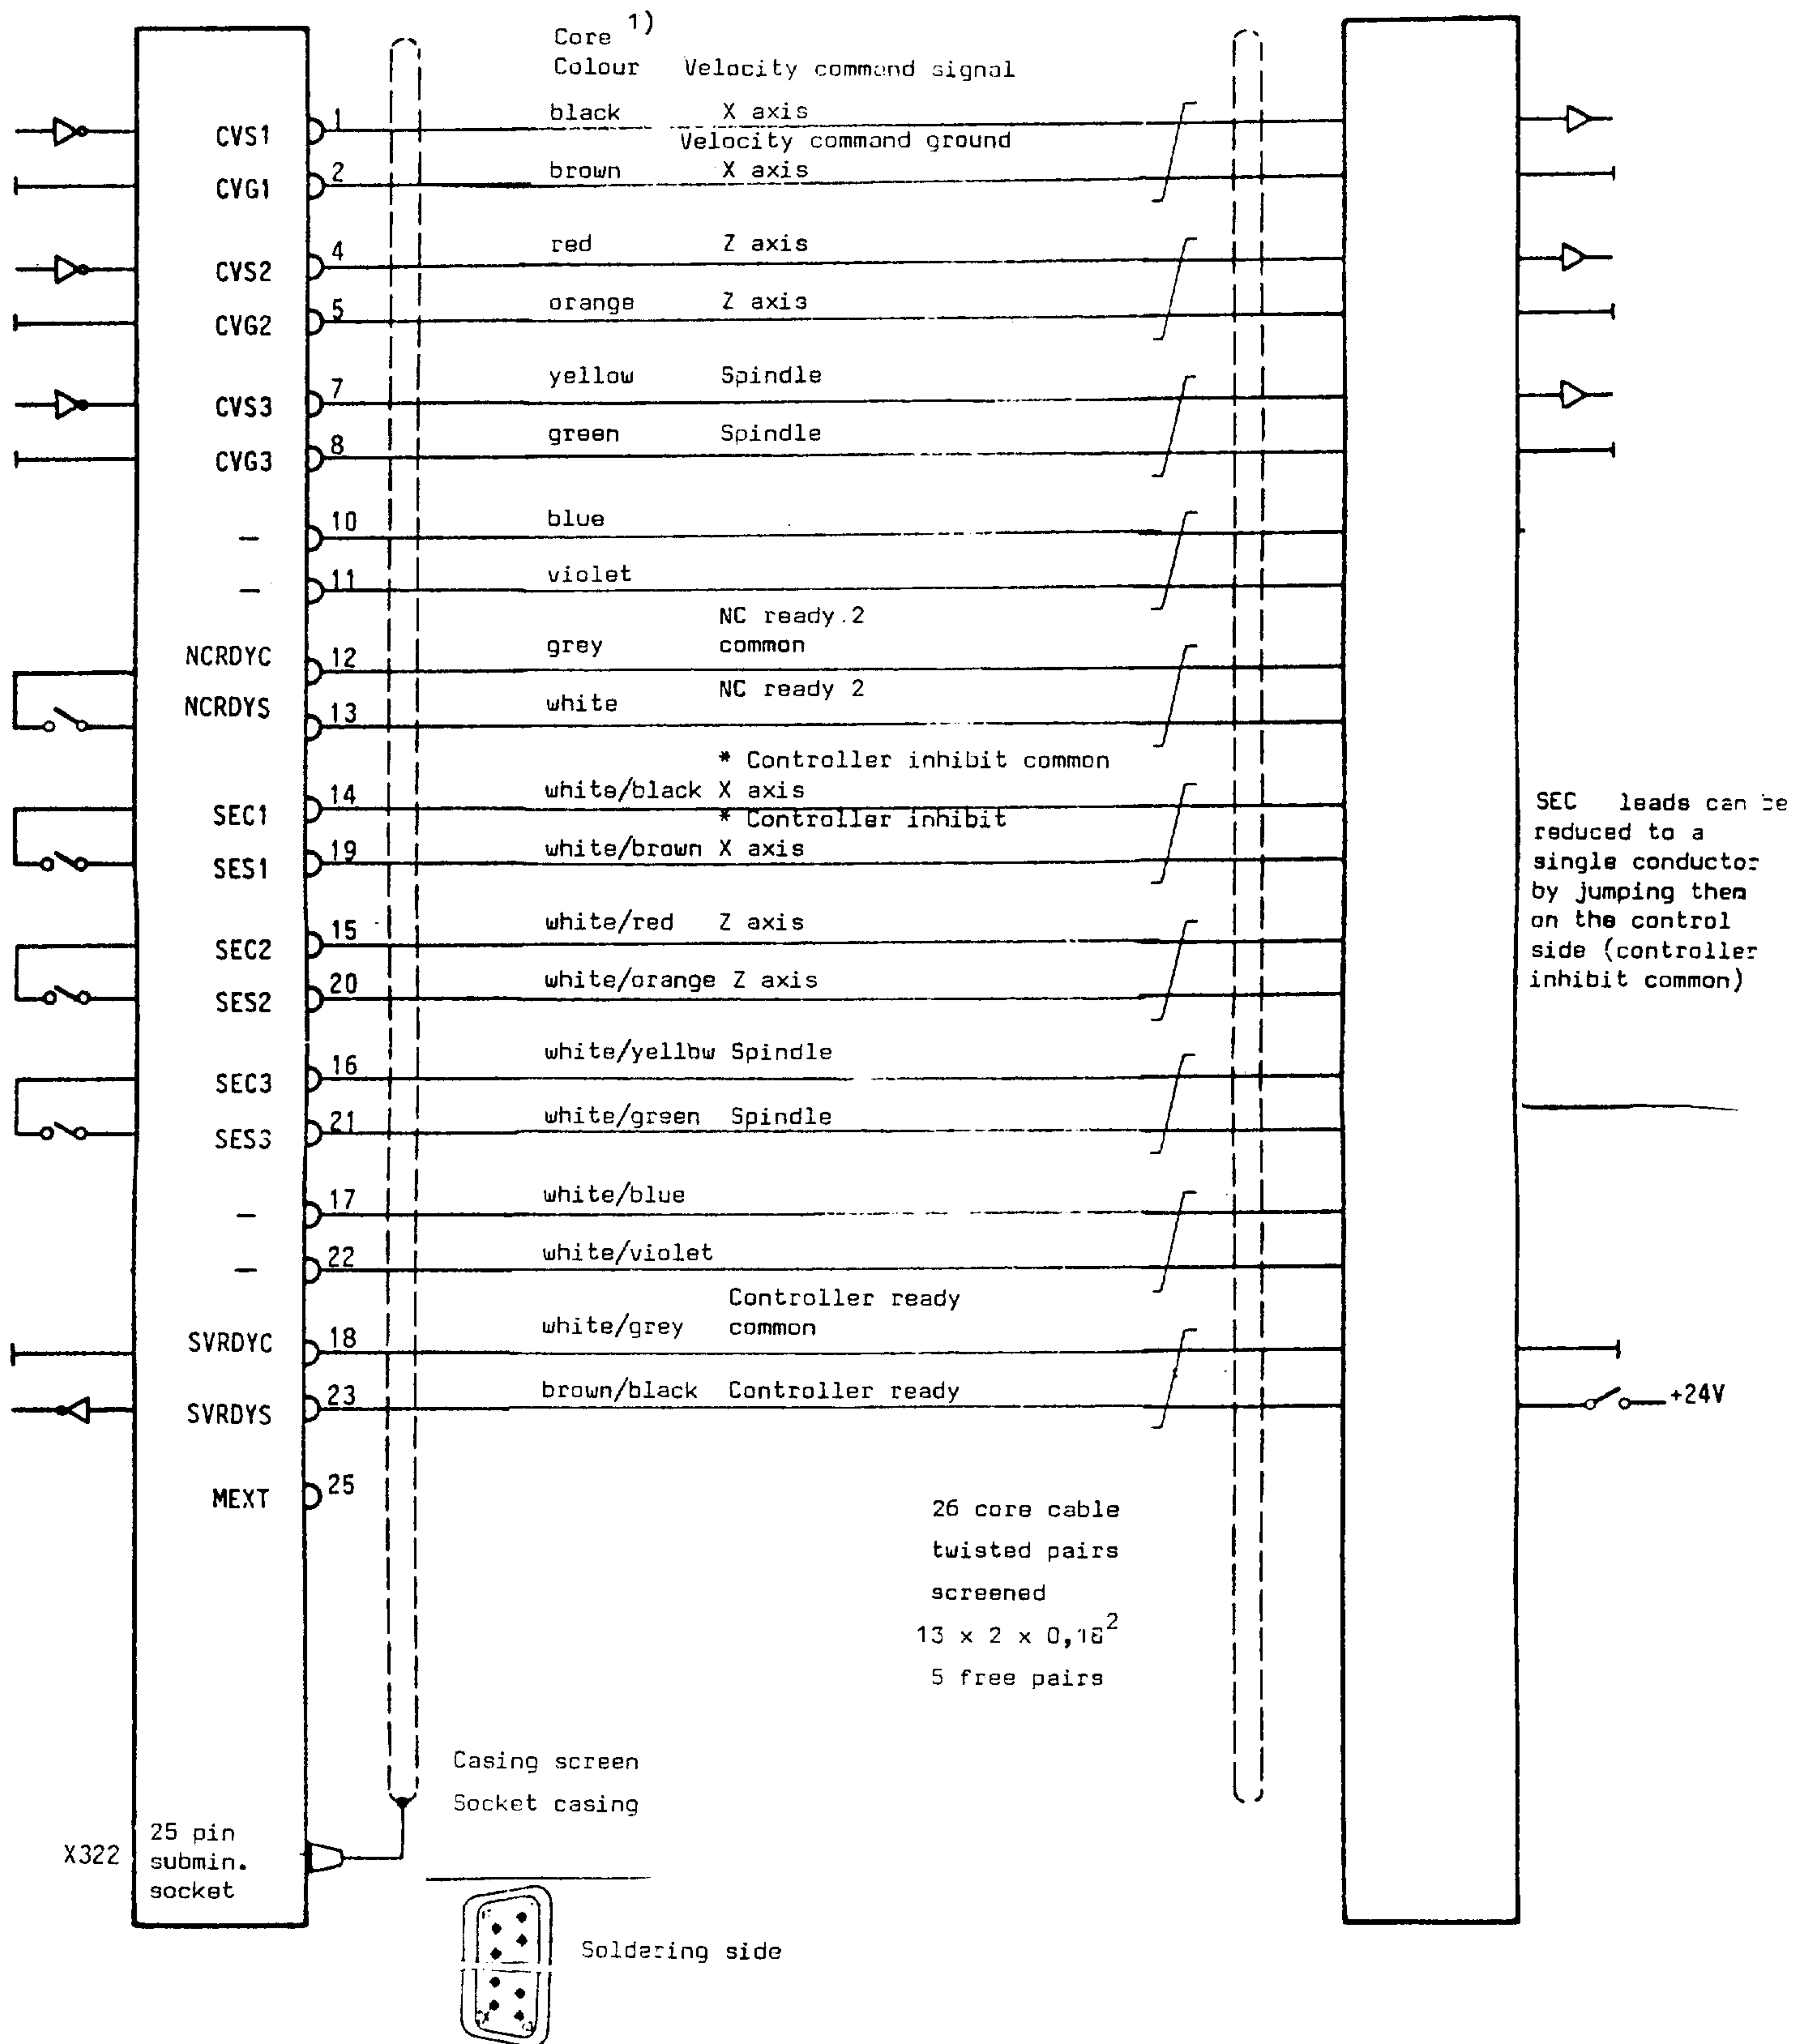 Core 1)
Colour Velocity command signal
CVS1 1 black X axis
Velocity command ground
CVG1 2 brown X axis
CVS2 4 red Z axis
CVG2 5 orange Z axis
CVS3 7 yellow Spindle
CVG3 8 green Spindle
— 10 blue
— 11 violet
NC ready 2
NCRDYC 12 grey common
NC ready 2
NCRDYS 13 white
* Controller inhibit common
SEC1 14 white/black X axis
* Controller inhibit
SES1 19 white/brown X axis
SEC2 15 white/red Z axis
SES2 20 white/orange Z axis
SEC3 16 white/yellow Spindle
SES3 21 white/green Spindle
— 17 white/blue
— 22 white/violet
Controller ready
SVRDYC 18 white/grey common
SVRDYS 23 brown/black Controller ready
+24V
MEXT 25
SEC leads can be
reduced to a
single conductor
by jumping them
on the control
side (controller
inhibit common)
26 core cable
twisted pairs
screened
13 x 2 x 0,18²
5 free pairs
Casing screen
Socket casing
X322
25 pin
submin.
socket
Soldering side